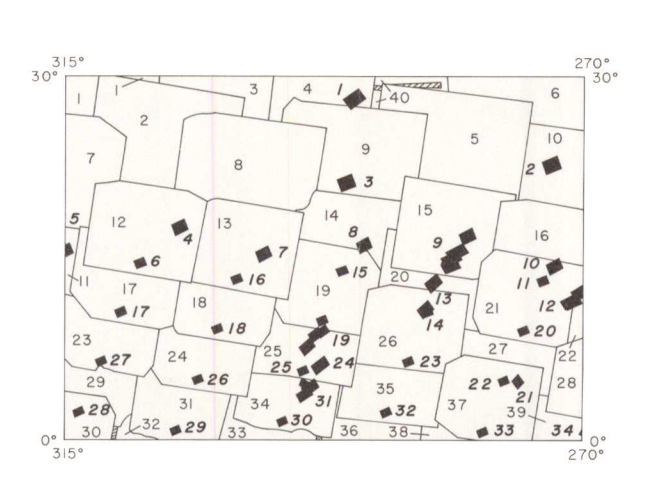 315° 270°
30° 30°
1 1 3 4 1 40 6
2 10
7 8 9 5 2
3
5 12 4 13 7 14 8 15 9 16
6 16 15 20 10
11 17 18 19 13 11 12
17 18 14 21
23 24 25 19 26 20
27 26 25 24 23 27 22
29 31 34 31 35 22 21 28
28 30 32 37 39
30 32 29 33 36 38 33 34
0° 0°
315° 270°